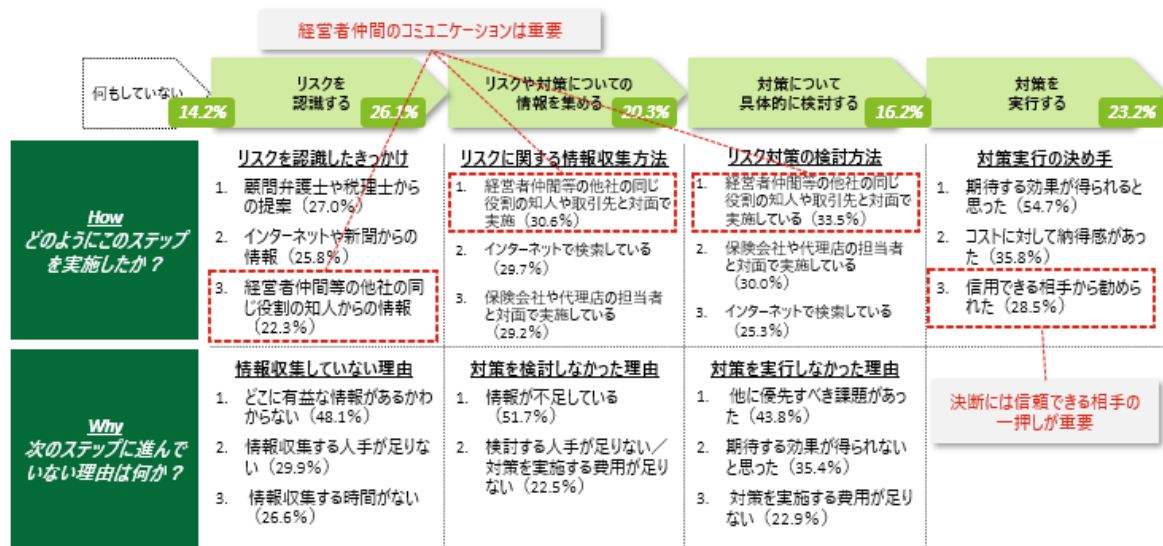 経営者仲間のコミュニケーションは重要
何もしていない
14.2%
リスクを
認識する
26.1%
リスクや対策についての
情報を集める
20.3%
対策について
具体的に検討する
16.2%
対策を
実行する
23.2%
How
どのようにこのステップ
を実施したか？
リスクを認識したきっかけ
1. 顧問弁護士や税理士から
の提案（27.0%）
2. インターネットや新聞からの
情報（25.8%）
3. 経営者仲間等の他社の同
じ役割の知人からの情報
（22.3%）
リスクに関する情報収集方法
1. 経営者仲間等の他社の同じ
役割の知人や取引先と対面で
実施（30.6%）
2. インターネットで検索している
（29.7%）
3. 保険会社や代理店の担当者
と対面で実施している
（29.2%）
リスク対策の検討方法
1. 経営者仲間等の他社の同じ
役割の知人や取引先と対面で
実施している（33.5%）
2. 保険会社や代理店の担当者
と対面で実施している
（30.0%）
3. インターネットで検索している
（25.3%）
対策実行の決め手
1. 期待する効果が得られると
思った（54.7%）
2. コストに対して納得感があっ
た（35.8%）
3. 信用できる相手から勧めら
れた（28.5%）
Why
次のステップに進んで
いない理由は何か？
情報収集していない理由
1. どこに有益な情報があるかわ
からない（48.1%）
2. 情報収集する人手が足りな
い（29.9%）
3. 情報収集する時間がない
（26.6%）
対策を検討しなかった理由
1. 情報が不足している
（51.7%）
2. 検討する人手が足りない／
対策を実施する費用が足り
ない（22.5%）
対策を実行しなかった理由
1. 他に優先すべき課題があっ
た（43.8%）
2. 期待する効果が得られない
と思った（35.4%）
3. 対策を実施する費用が足り
ない（22.9%）
決断には信頼できる相手の
一押しが重要